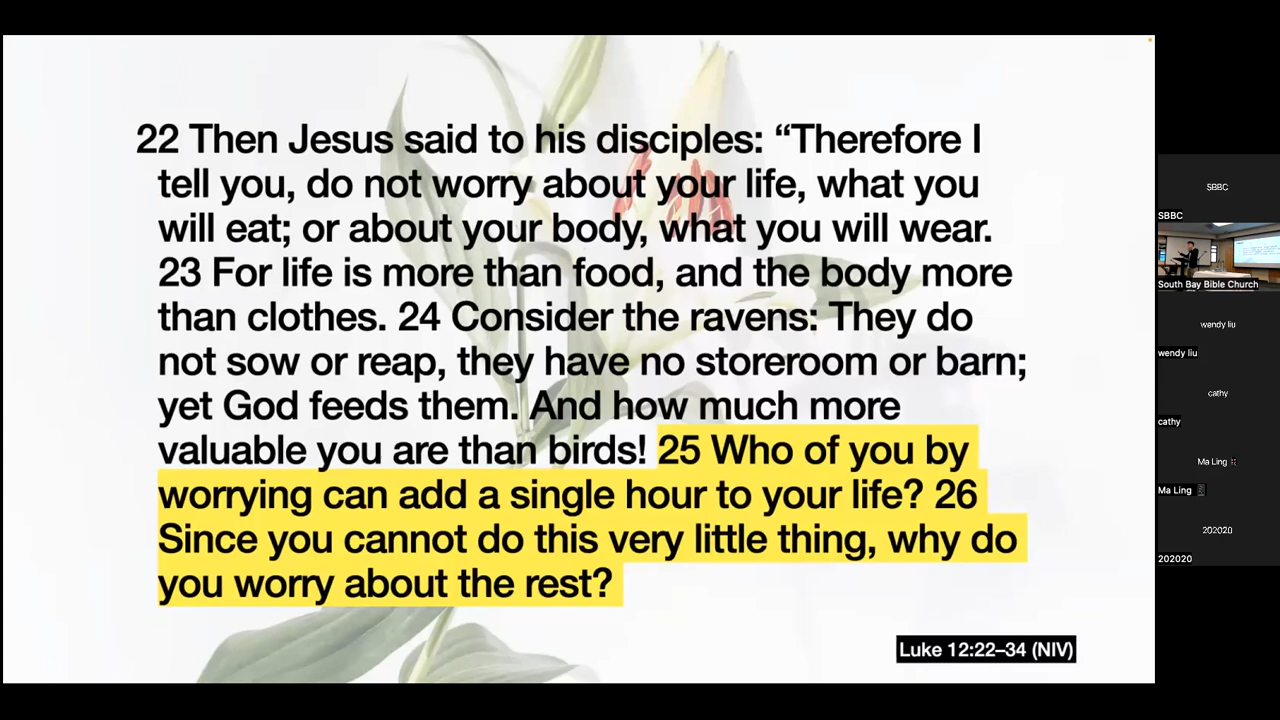 22 Then Jesus said to his disciples: “Therefore I
tell you, do not worry about your life, what you
will eat; or about your body, what you will wear.
23 For life is more than food, and the body more
than clothes. 24 Consider the ravens: They do
not sow or reap, they have no storeroom or barn;
yet God feeds them. And how much more
valuable you are than birds! 25 Who of you by
worrying can add a single hour to your life? 26
Since you cannot do this very little thing, why do
you worry about the rest?
Luke 12:22–34 (NIV)
SBBC
SBBC
South Bay Bible Church
wendy liu
wendy liu
cathy
cathy
Ma Ling
Ma Ling
202020
202020